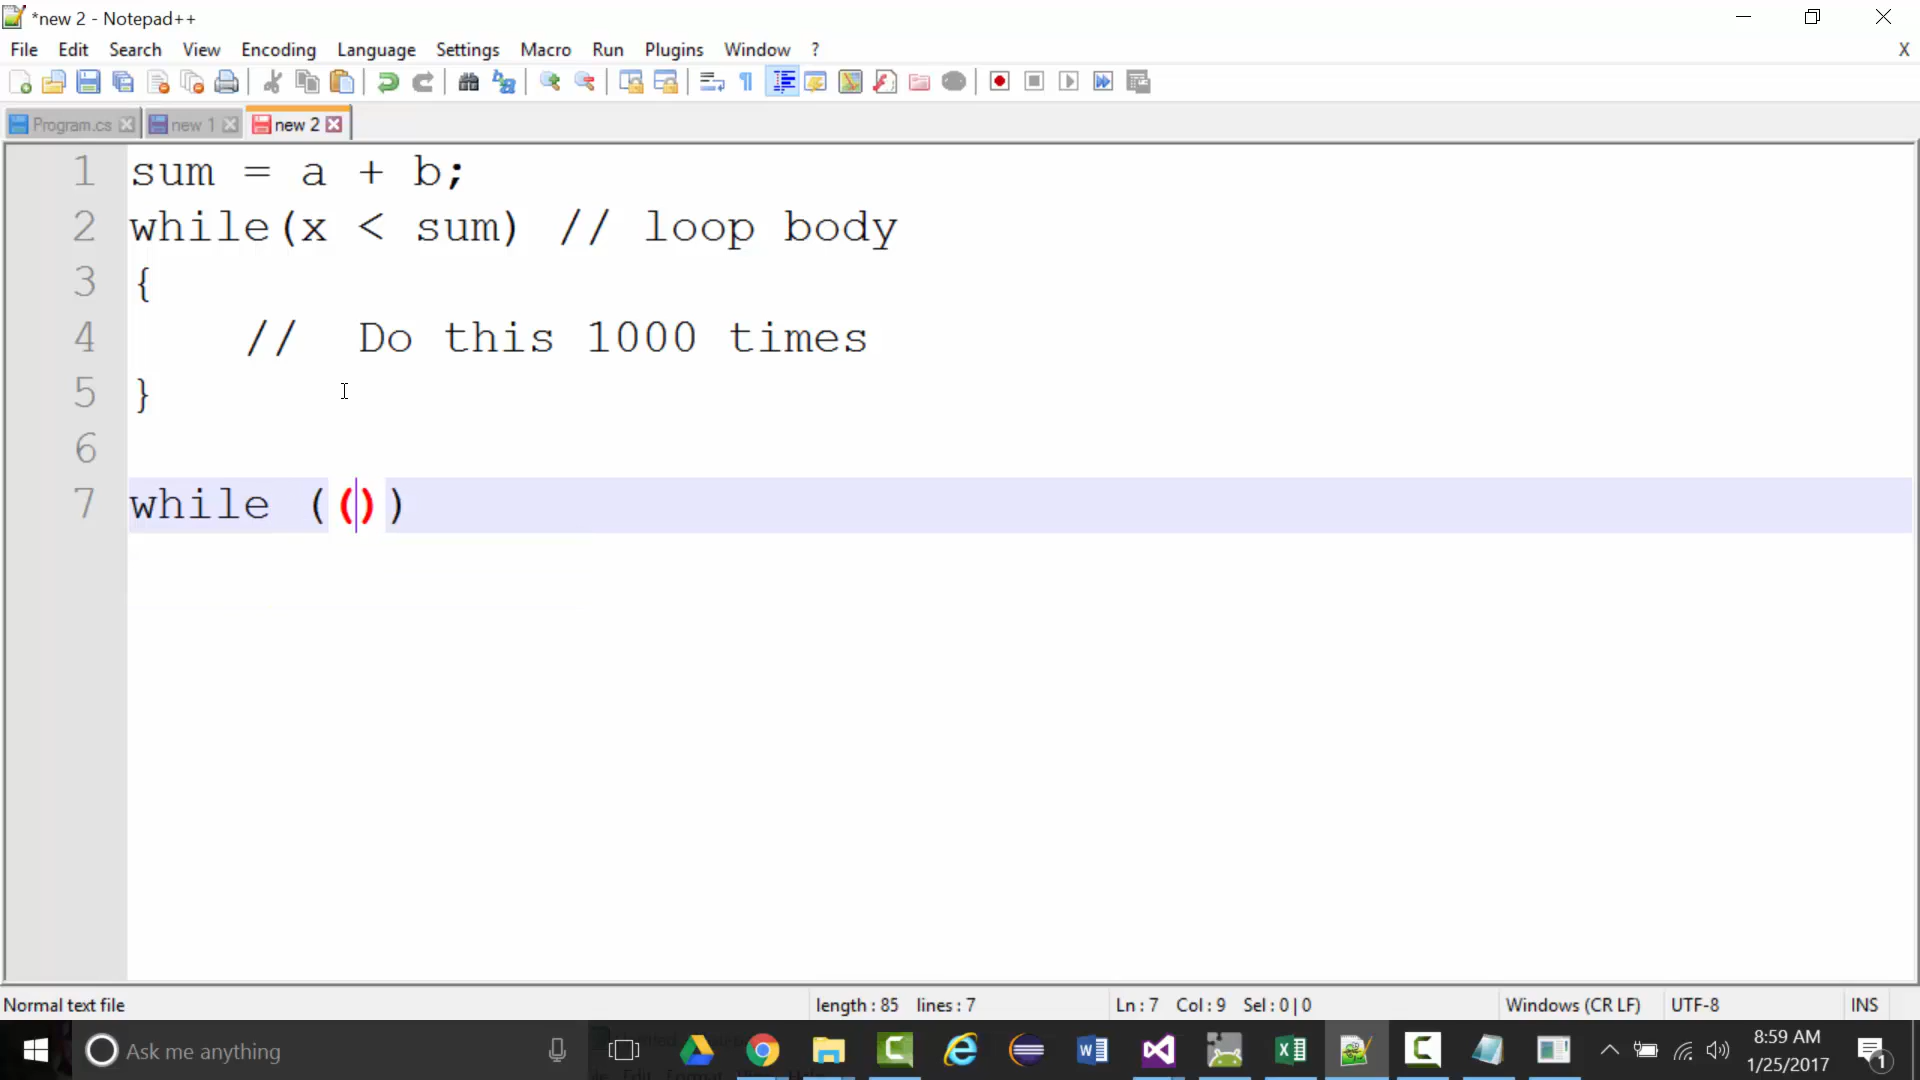 *new 2 - Notepad++
File Edit Search View Encoding Language Settings Macro Run Plugins Window ?
X
Program.cs new 1 new 2
1 sum = a + b;
2 while(x < sum) // loop body
3 {
4 // Do this 1000 times
5 }
6
7 while (())
Normal text file length : 85 lines : 7 Ln : 7 Col : 9 Sel : 0 | 0 Windows (CR LF) UTF-8 INS
Ask me anything
8:59 AM
1/25/2017
1